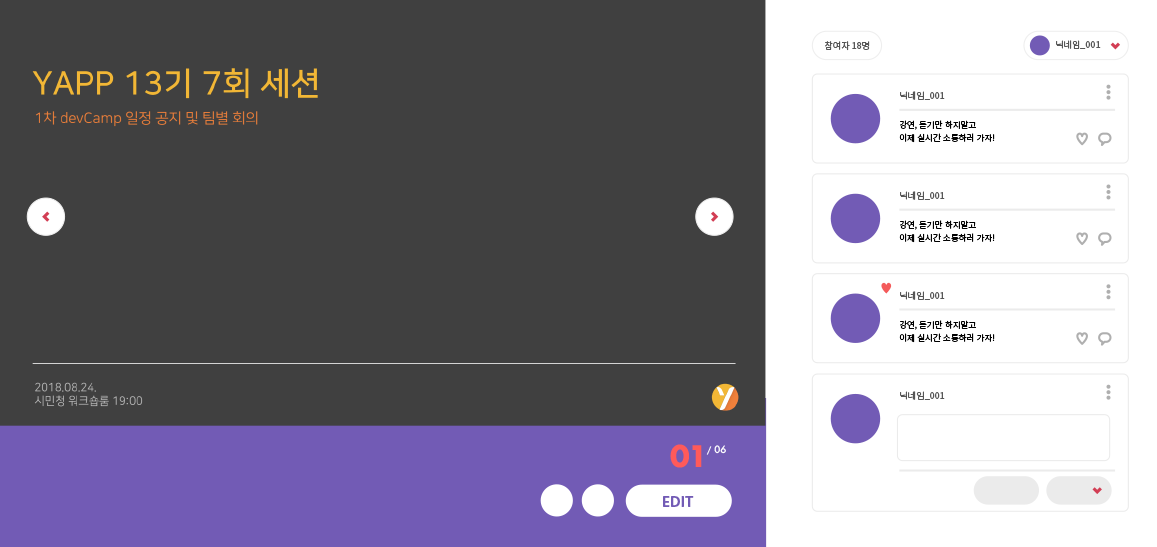 YAPP 13기 7회 세션
1차 devCamp 일정 공지 및 팀별 회의
2018.08.24.
시민청 워크숍룸 19:00
01 / 06
EDIT
참여자 18명
닉네임_001
닉네임_001
강연, 듣기만 하지말고
이제 실시간 소통하러 가자!
닉네임_001
강연, 듣기만 하지말고
이제 실시간 소통하러 가자!
닉네임_001
강연, 듣기만 하지말고
이제 실시간 소통하러 가자!
닉네임_001